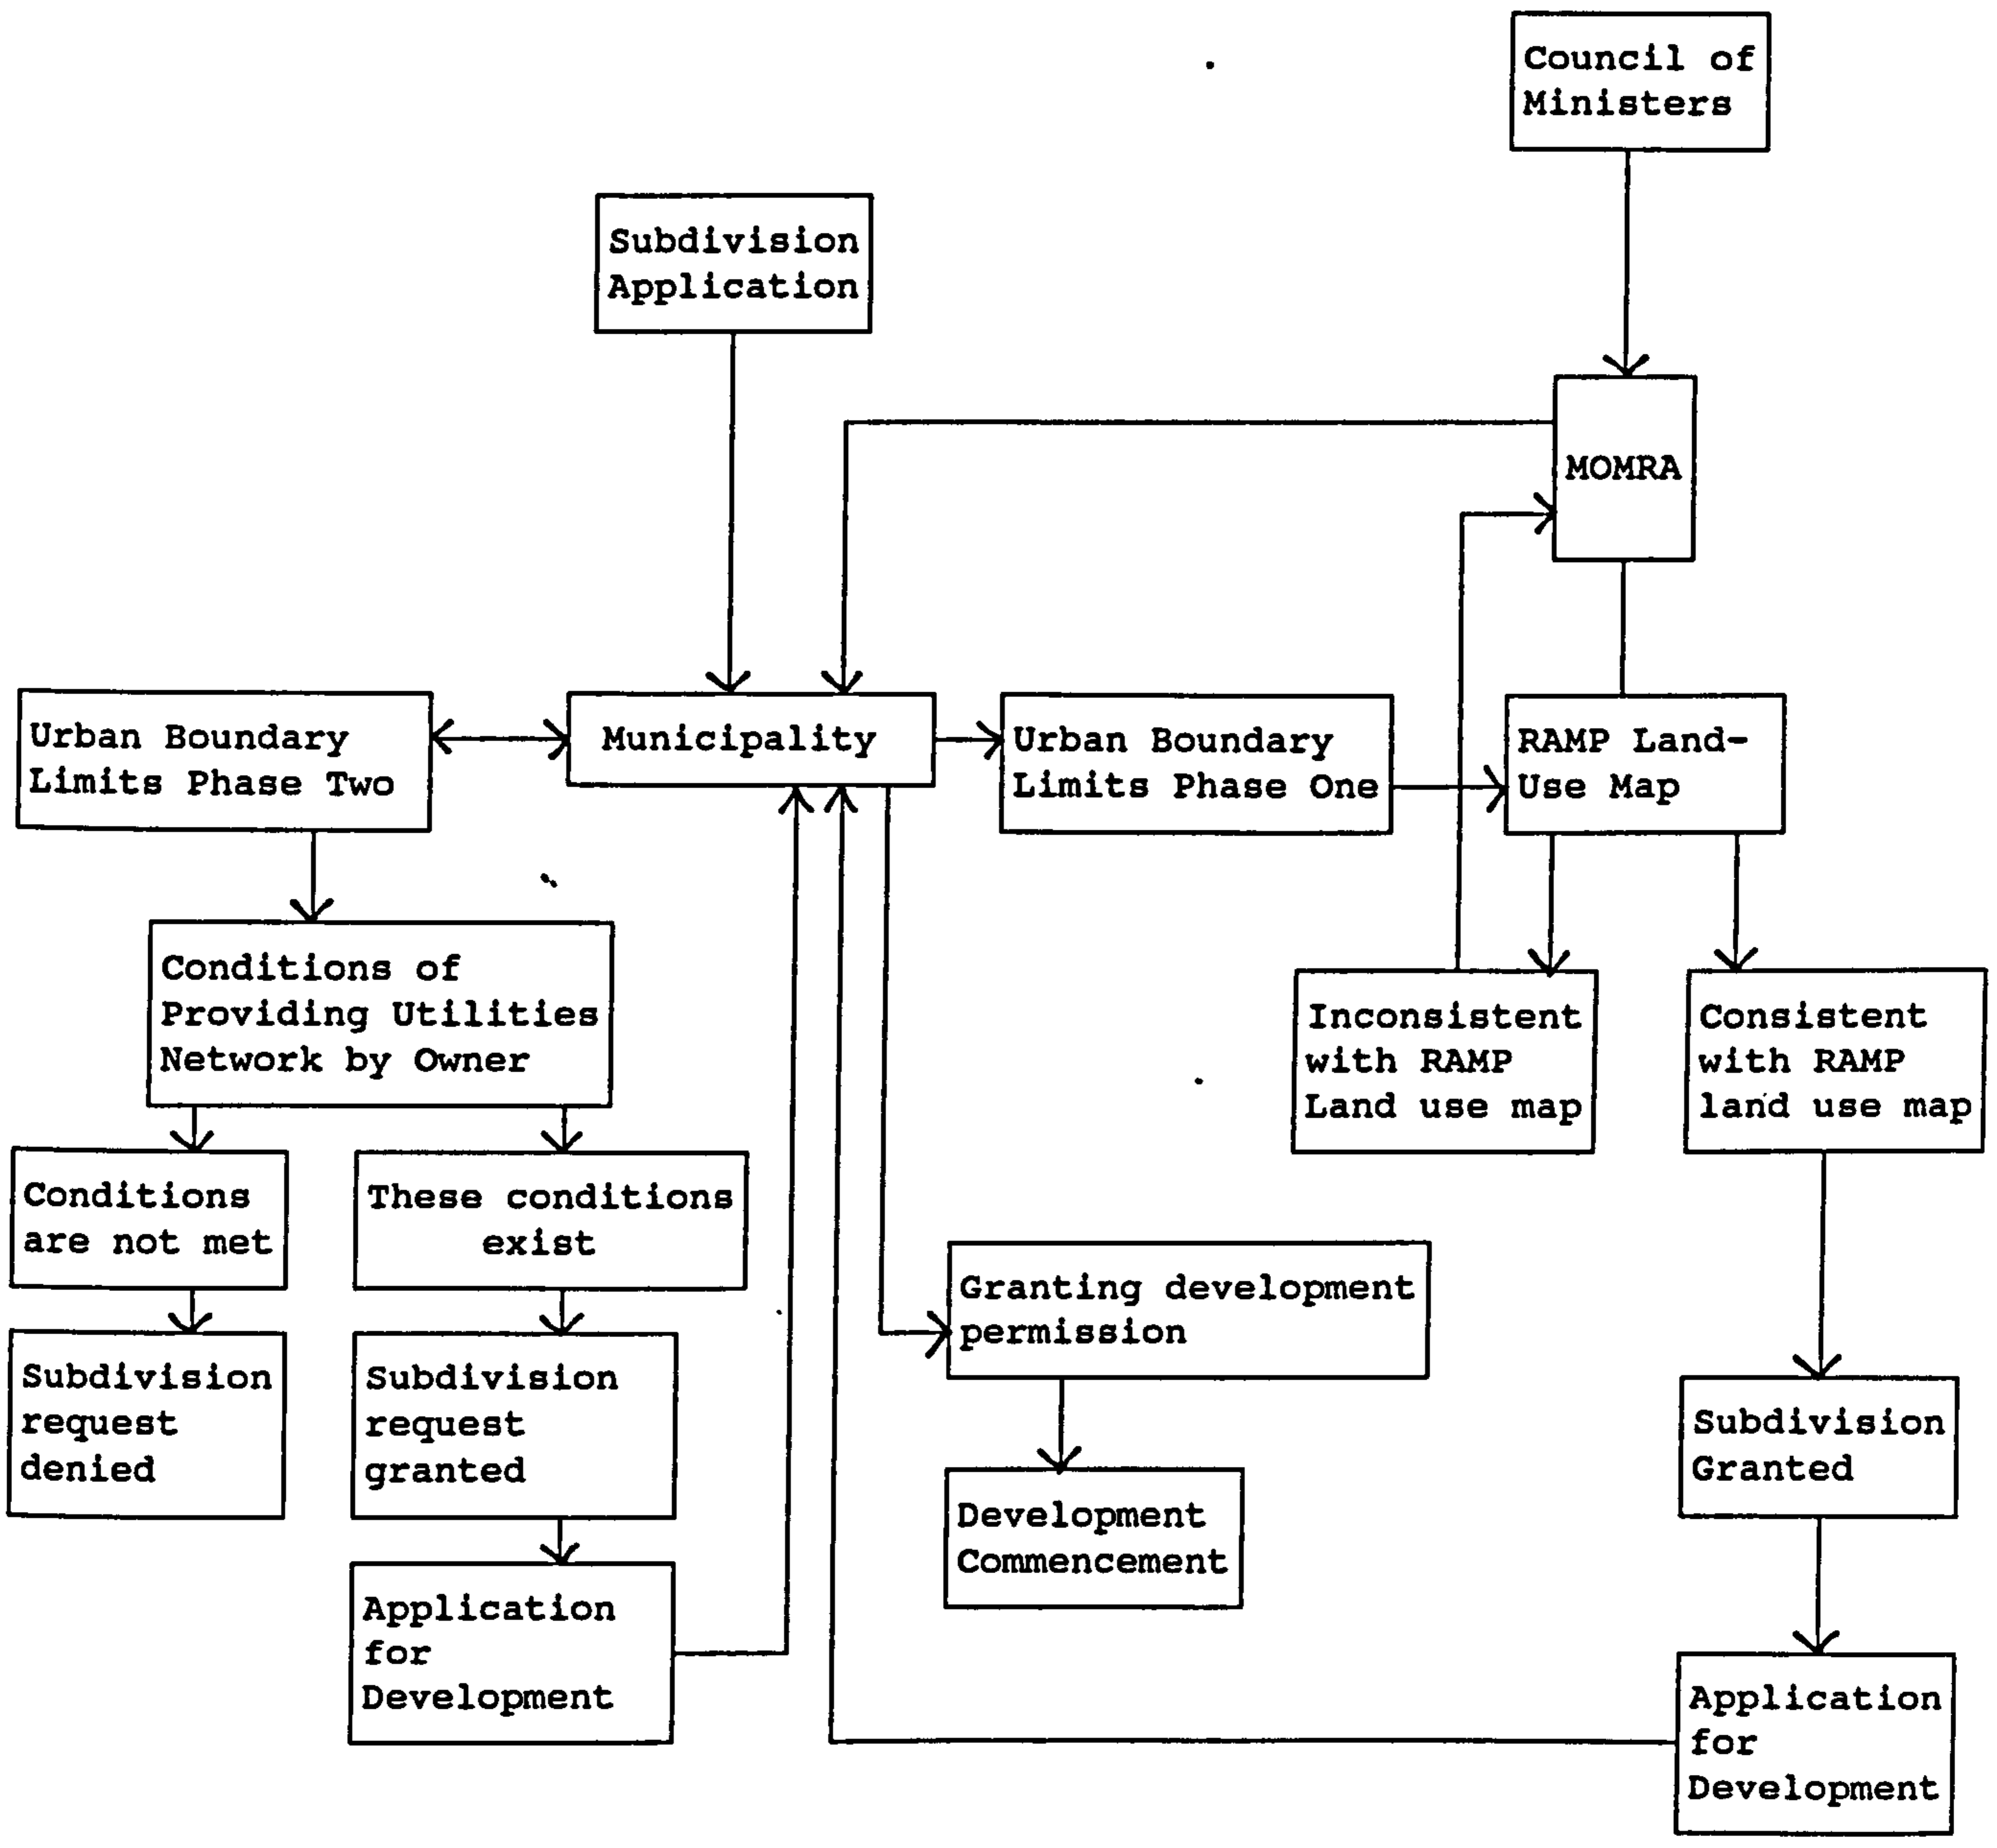 Council of
Ministers
Subdivision
Application
MOMRA
Urban Boundary
Limits Phase Two
Municipality
Urban Boundary
Limits Phase One
RAMP Land-
Use Map
Conditions of
Providing Utilities
Network by Owner
Inconsistent
with RAMP
Land use map
Consistent
with RAMP
land use map
Conditions
are not met
These conditions
exist
Granting development
permission
Subdivision
request
denied
Subdivision
request
granted
Subdivision
Granted
Development
Commencement
Application
for
Development
Application
for
Development